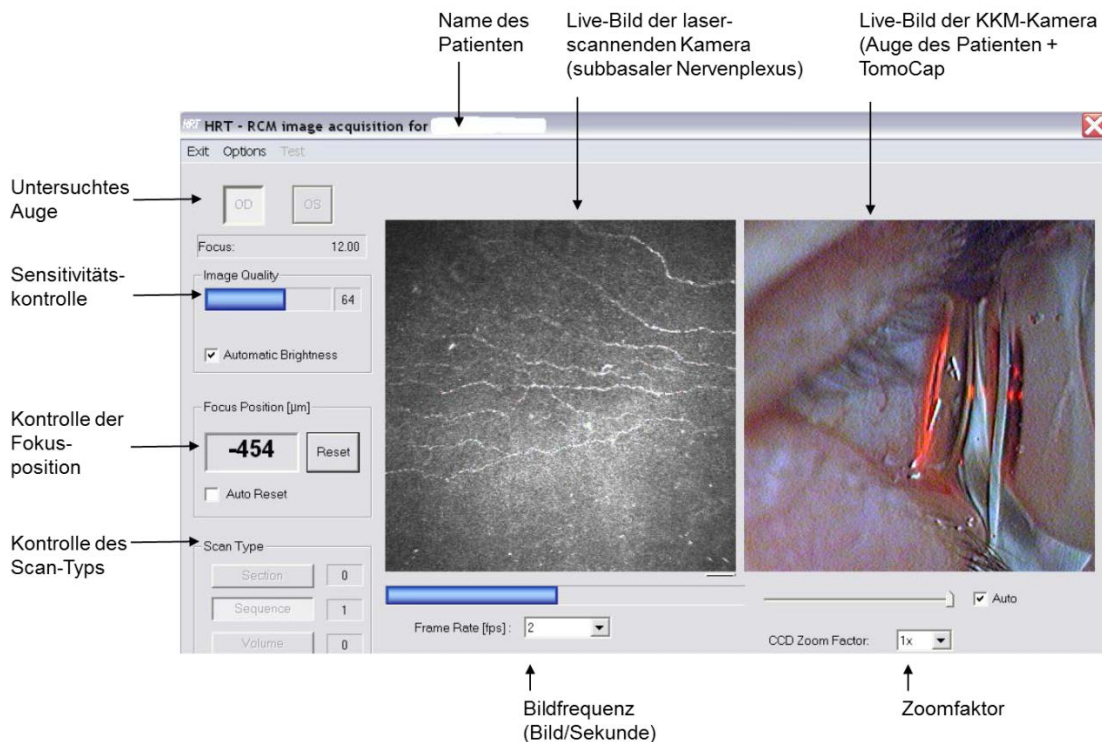 Name des
Patienten
Live-Bild der laser-
scannenden Kamera
(subbasaler Nervenplexus)
Live-Bild der KKM-Kamera
(Auge des Patienten +
TomoCap
HRT HRT - RCM image acquisition for
Exit Options Test
Untersuchtes
Auge
OD OS
Focus: 12.00
Sensitivitäts-
kontrolle
Image Quality
64
Automatic Brightness
Kontrolle der
Fokus-
position
Focus Position [µm]
-454 Reset
Auto Reset
Kontrolle des
Scan-Typs
Scan Type
Section 0
Sequence 1
Volume 0
Frame Rate [fps] : 2
Auto
CCD Zoom Factor: 1x
Bildfrequenz
(Bild/Sekunde)
Zoomfaktor